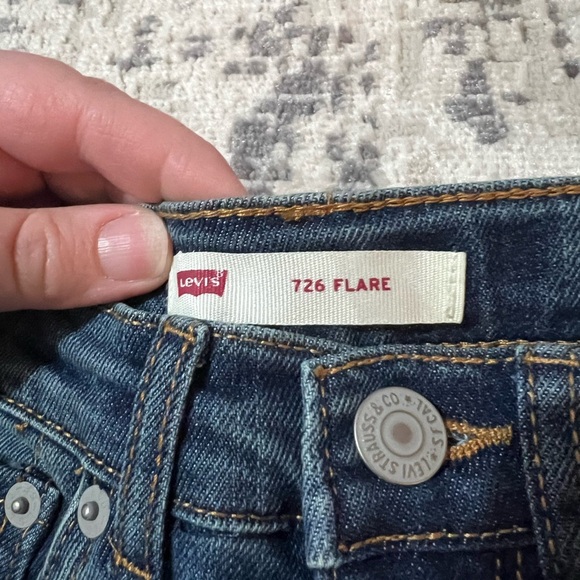 Levi's
726 FLARE
LEVI STRAUSS & CO
S.F. CAL